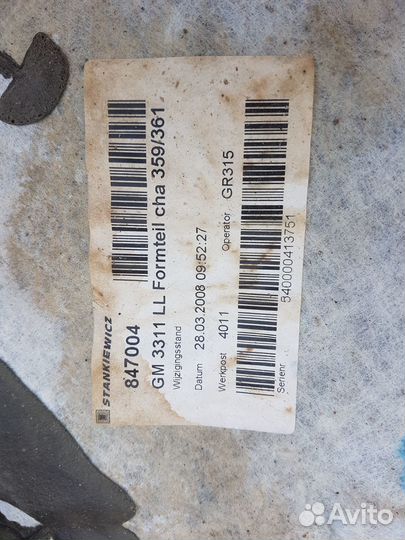 STANKIEWICZ
847004
GM 3311 LL Formteil cha 359/361
Wijzigingsstand
Datum 28.03.2008 09:52:27
Werkpost 4011 Operator GR315
Serienr 540000413751
Avito